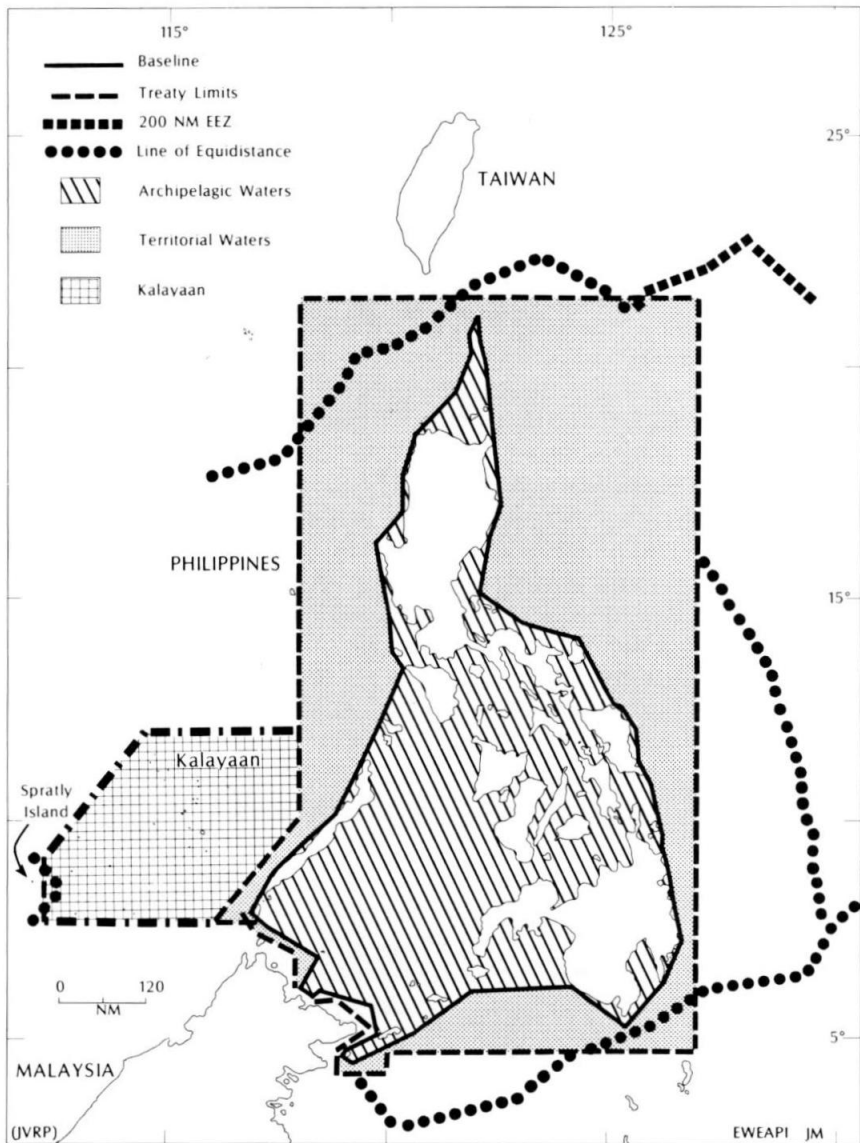 115°
125°
Baseline
Treaty Limits
200 NM EEZ
Line of Equidistance
Archipelagic Waters
Territorial Waters
Kalayaan
25°
TAIWAN
PHILIPPINES
15°
Kalayaan
Spratly
Island
0 120
NM
MALAYSIA
5°
(JVRP)
EWEAPI JM